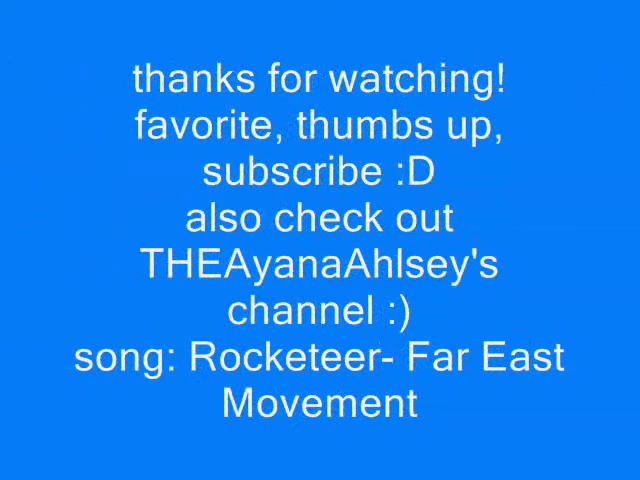 thanks for watching!
favorite, thumbs up,
subscribe :D
also check out
THEAyanaAhlsey's
channel :)
song: Rocketeer- Far East
Movement